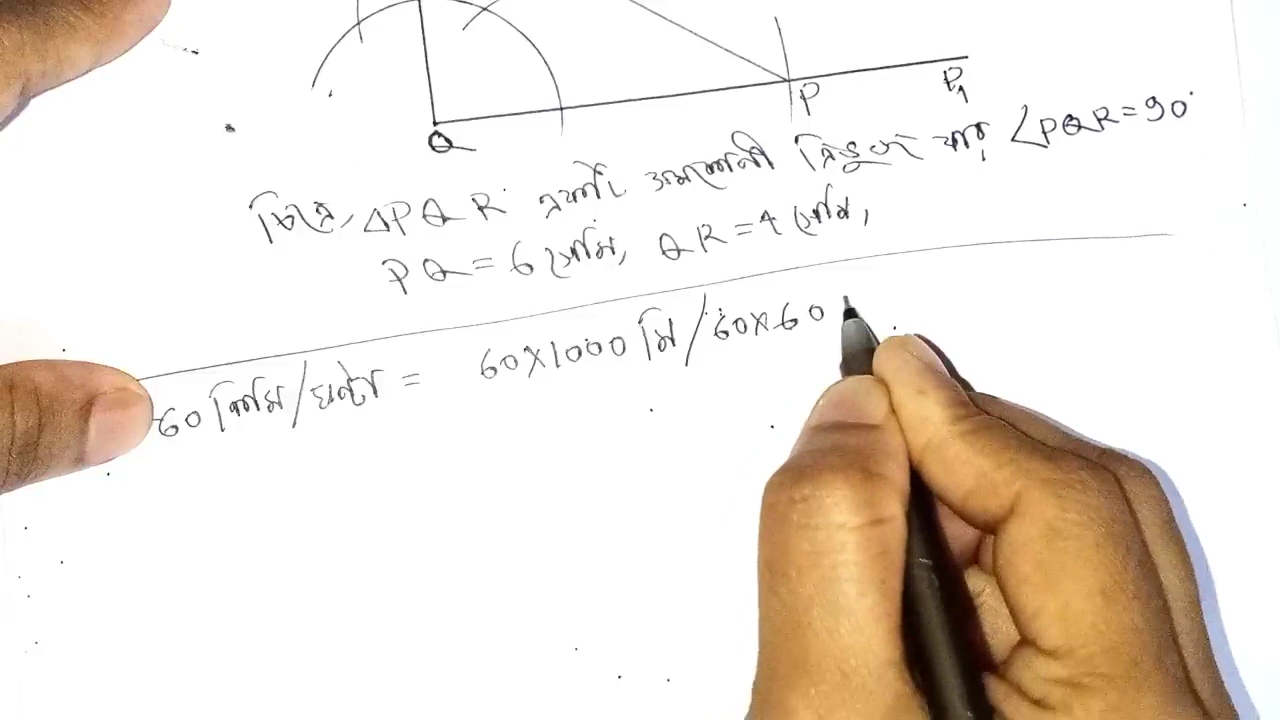 Q
P
P₁
চিত্রে, ΔPQR একটি সমকোণী ত্রিভুজ যার ∠PQR=90°
PQ = 6 সেমি, QR = 4 সেমি,
60 কিমি/ঘন্টা = 60×1000 মি/60×60